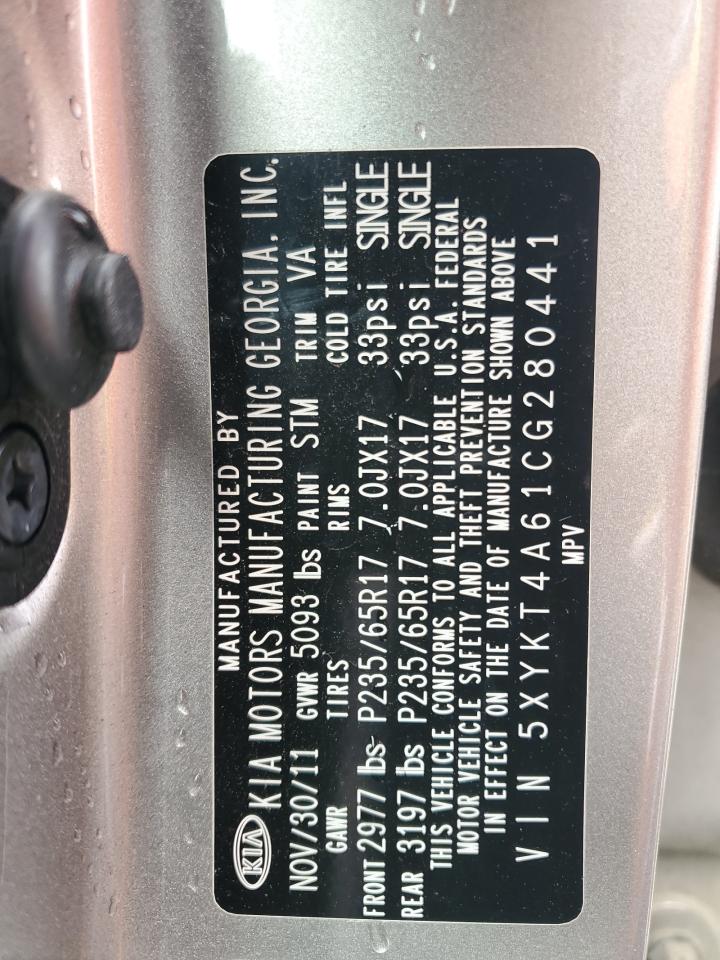 MANUFACTURED BY
KIA KIA MOTORS MANUFACTURING GEORGIA, INC.
NOV/30/11 GVWR 5093 lbs PAINT STM TRIM VA
GAWR TIRES RIMS COLD TIRE INFL
FRONT 2977 lbs P235/65R17 7.0JX17 33psi SINGLE
REAR 3197 lbs P235/65R17 7.0JX17 33psi SINGLE
THIS VEHICLE CONFORMS TO ALL APPLICABLE U.S.A. FEDERAL
MOTOR VEHICLE SAFETY AND THEFT PREVENTION STANDARDS
IN EFFECT ON THE DATE OF MANUFACTURE SHOWN ABOVE
VIN 5XYKT4A61CG280441
MPV